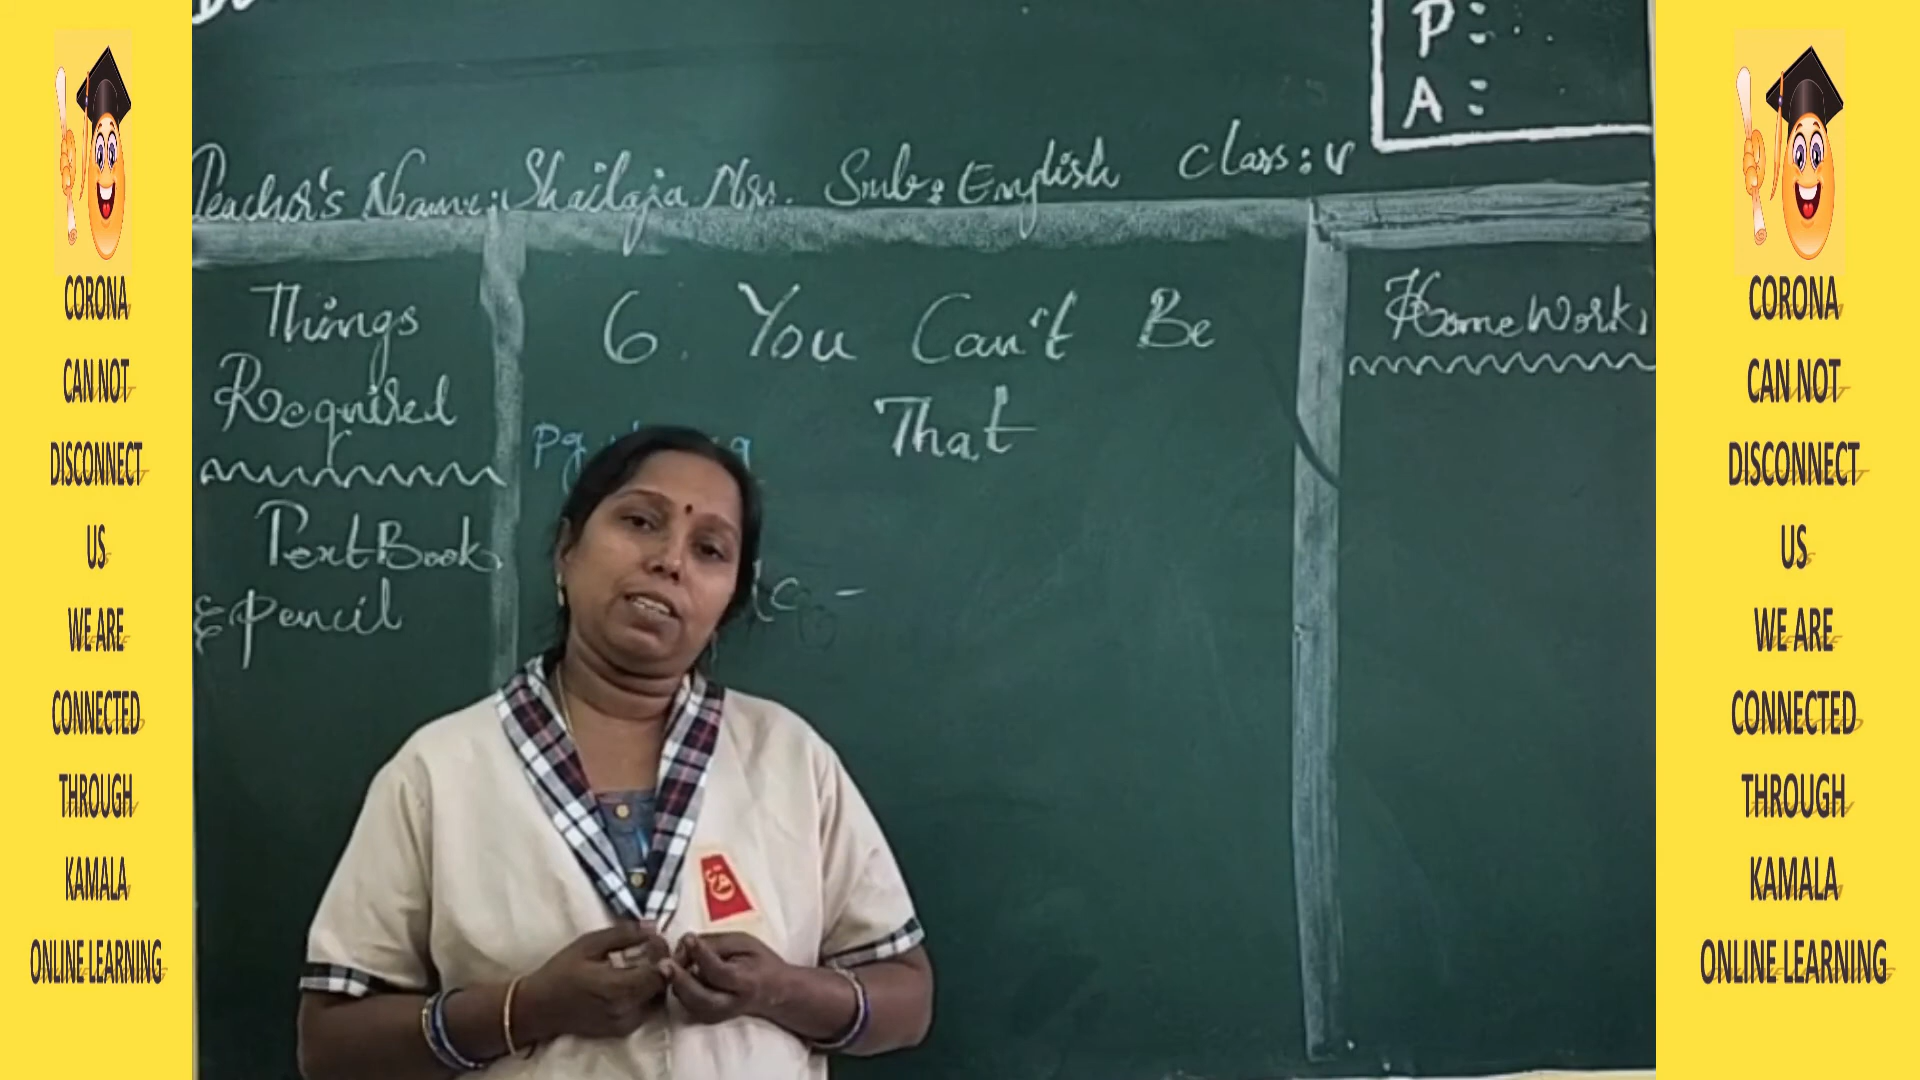 CORONA
CAN NOT
DISCONNECT
US
WE ARE
CONNECTED
THROUGH
KAMALA
ONLINE LEARNING
P:
A:
Teacher's Name: Shailaja Sub: English Class: V
Things
Required
Text Book
& pencil
6. You Can't Be
That
pg
Home Work
CORONA
CAN NOT
DISCONNECT
US
WE ARE
CONNECTED
THROUGH
KAMALA
ONLINE LEARNING